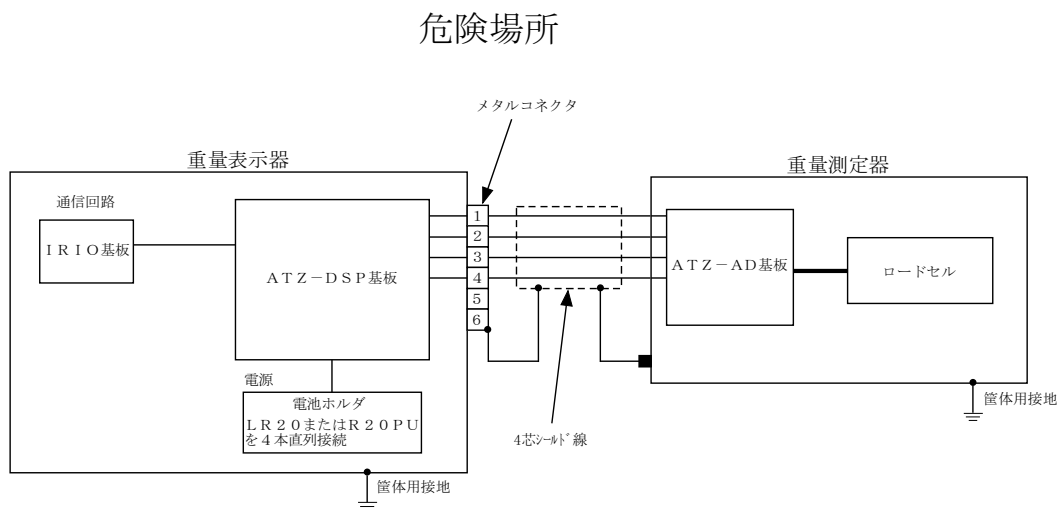 危険場所
メタルコネクタ
重量表示器
重量測定器
通信回路
ＩＲＩＯ基板
ＡＴＺ－ＤＳＰ基板
1
2
3
4
5
6
ＡＴＺ－ＡＤ基板
ロードセル
電源
電池ホルダ
ＬＲ２０またはＲ２０ＰＵ
を４本直列接続
4芯ｼｰﾙﾄﾞ線
筐体用接地
筐体用接地